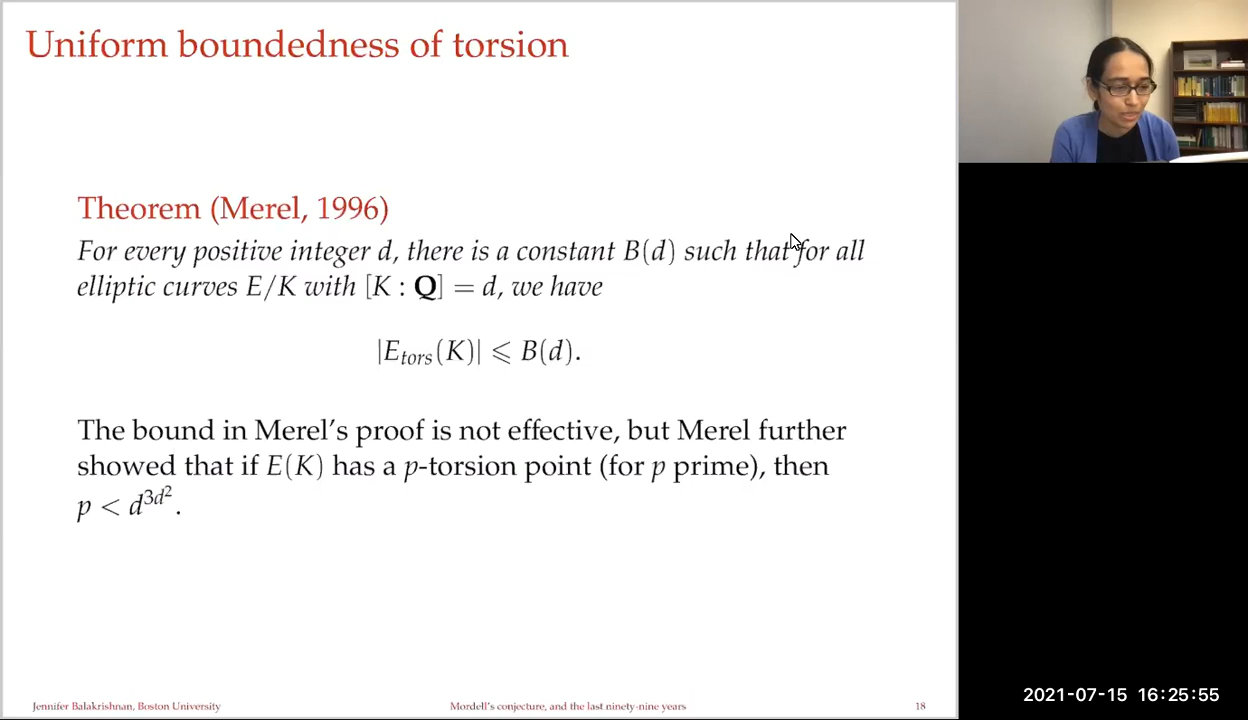 Uniform boundedness of torsion
Theorem (Merel, 1996)
For every positive integer d, there is a constant B(d) such that for all
elliptic curves E/K with [K : Q] = d, we have
|E_tors(K)| ⩽ B(d).
The bound in Merel's proof is not effective, but Merel further
showed that if E(K) has a p-torsion point (for p prime), then
p < d^{3d^2}.
Jennifer Balakrishnan, Boston University
Mordell's conjecture, and the last ninety-nine years
18
2021-07-15 16:25:55